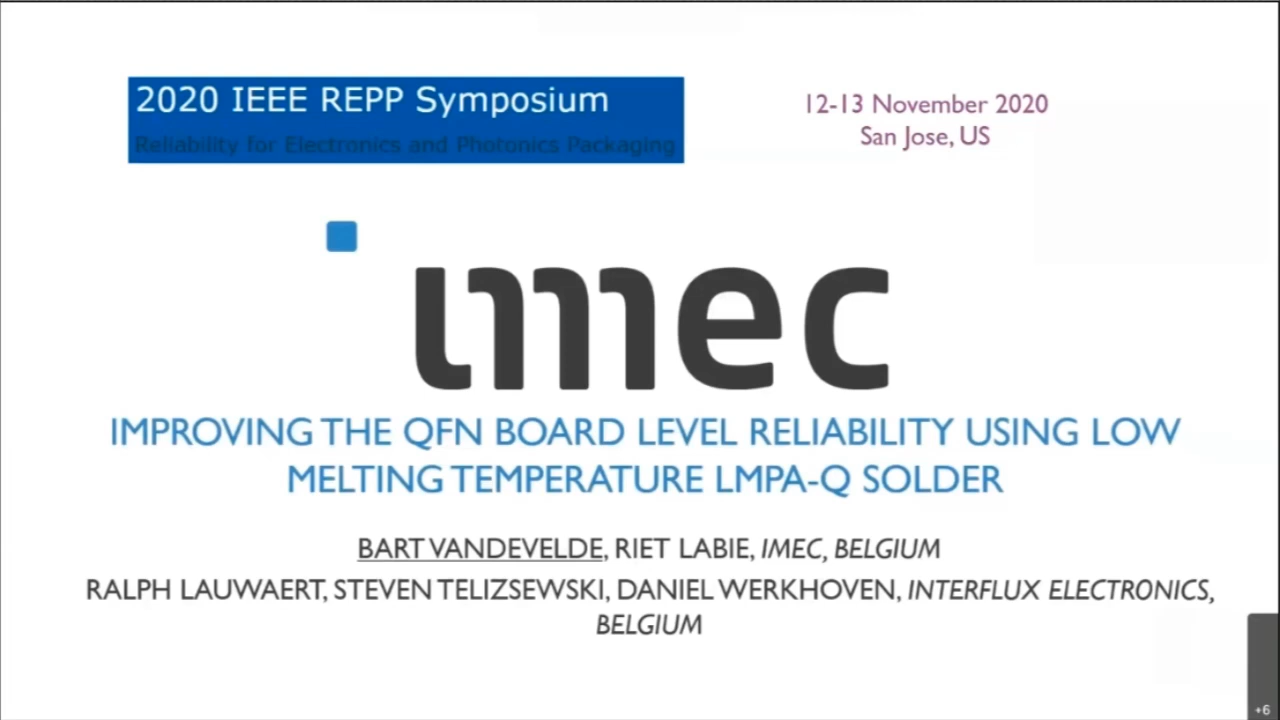 2020 IEEE REPP Symposium
Reliability for Electronics and Photonics Packaging
12-13 November 2020
San Jose, US
imec
IMPROVING THE QFN BOARD LEVEL RELIABILITY USING LOW
MELTING TEMPERATURE LMPA-Q SOLDER
BART VANDEVELDE, RIET LABIE, IMEC, BELGIUM
RALPH LAUWAERT, STEVEN TELIZSEWSKI, DANIEL WERKHOVEN, INTERFLUX ELECTRONICS,
BELGIUM
+6